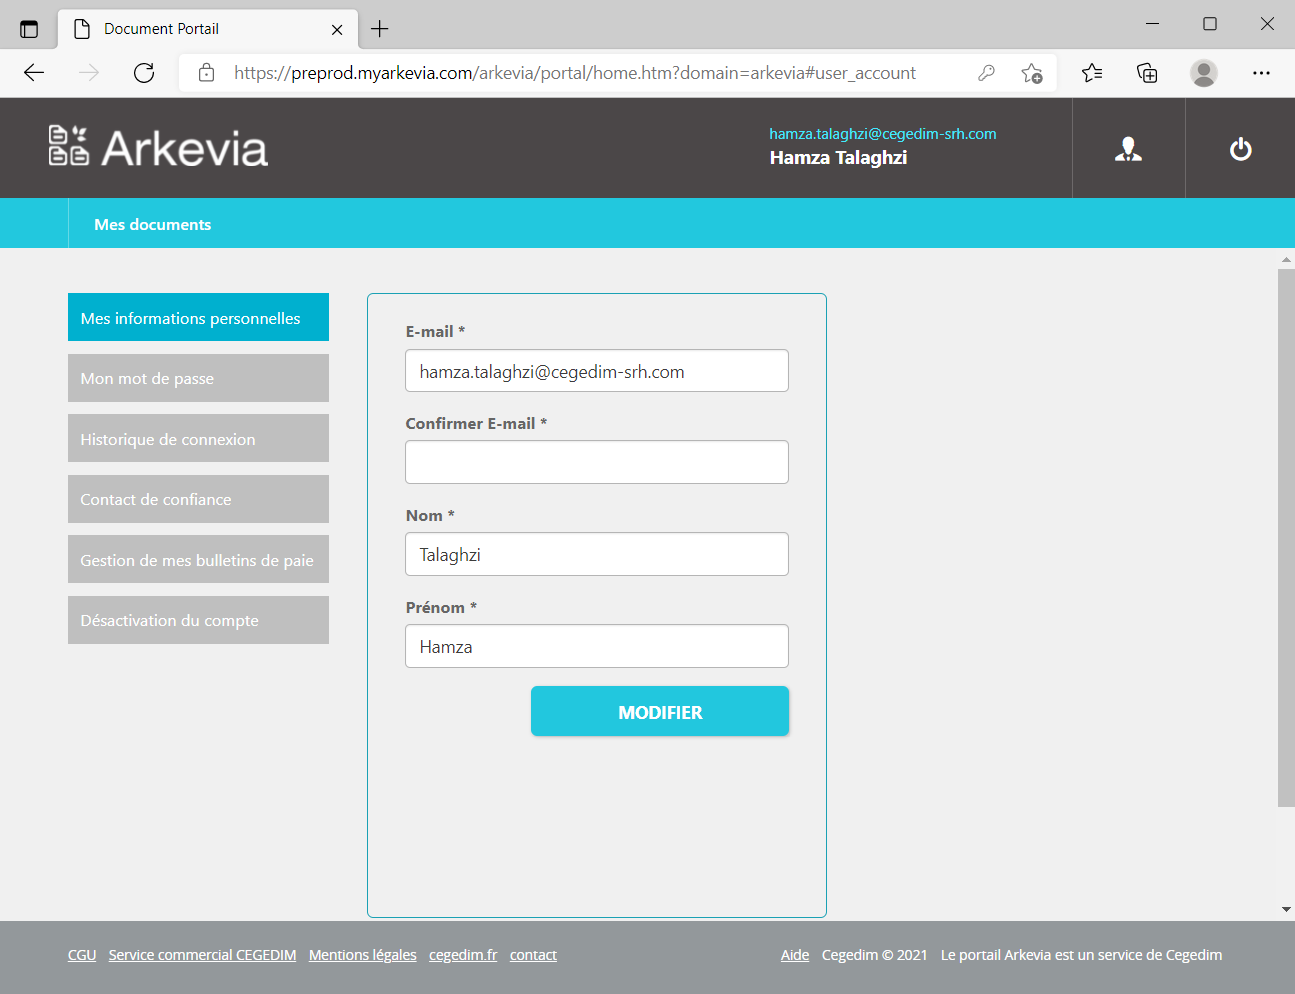 Document Portail
https://preprod.myarkevia.com/arkevia/portal/home.htm?domain=arkevia#user_account
Arkevia
hamza.talaghzi@cegedim-srh.com
Hamza Talaghzi
Mes documents
Mes informations personnelles
Mon mot de passe
Historique de connexion
Contact de confiance
Gestion de mes bulletins de paie
Désactivation du compte
E-mail *
hamza.talaghzi@cegedim-srh.com
Confirmer E-mail *
Nom *
Talaghzi
Prénom *
Hamza
MODIFIER
CGU Service commercial CEGEDIM Mentions légales cegedim.fr contact
Aide Cegedim © 2021 Le portail Arkevia est un service de Cegedim